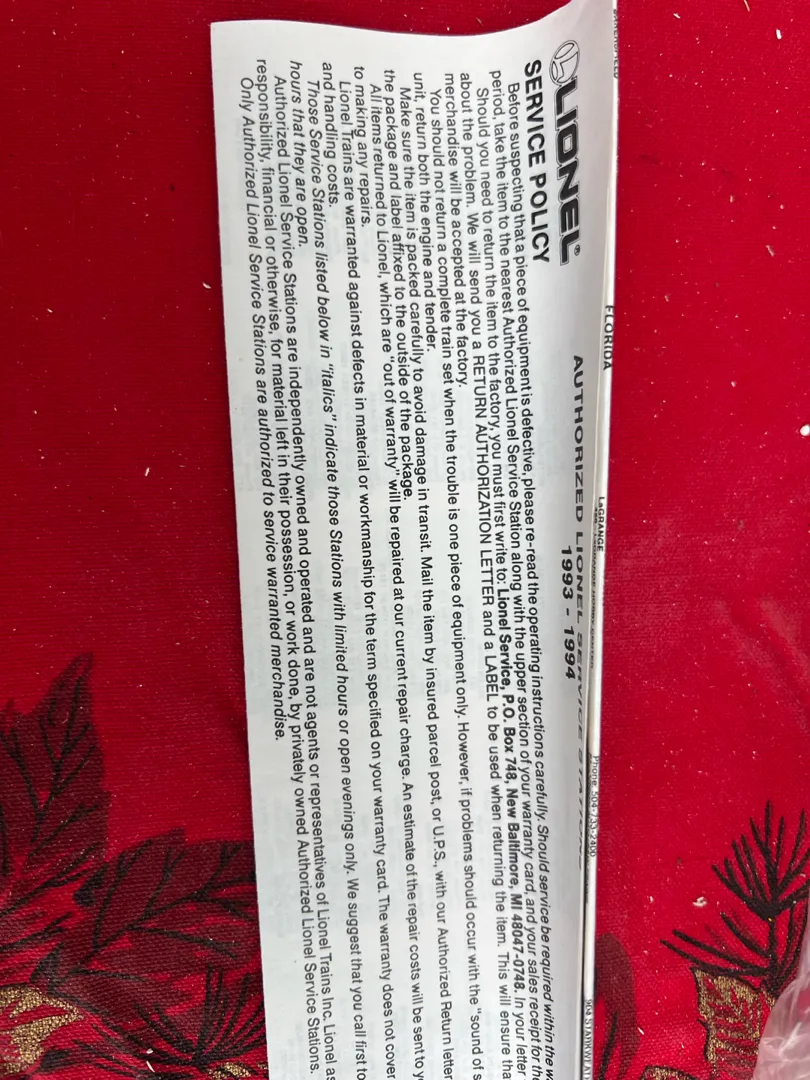 LIONEL®
SERVICE POLICY
Before suspecting that a piece of equipment is defective, please re-read the operating instructions carefully. Should service be required within the
period, take the item to the nearest Authorized Lionel Service Station along with the upper section of your warranty card, and your sales receipt for
Should you need to return the item to the factory, you must first write to: Lionel Service, P.O. Box 748, New Baltimore, MI 48047-0748. In your letter
about the problem. We will send you a RETURN AUTHORIZATION LETTER and a LABEL to be used when returning the item. This will ensure
merchandise will be accepted at the factory.
You should not return a complete train set when the trouble is one piece of equipment only. However, if problems should occur with the "sound of
unit, return both the engine and tender.
Make sure the item is packed carefully to avoid damage in transit. Mail the item by insured parcel post, or U.P.S., with our Authorized Return letter
the package and label affixed to the outside of the package.
All items returned to Lionel, which are "out of warranty" will be repaired at our current repair charge. An estimate of the repair costs will be sent to
to making any repairs.
Lionel Trains are warranted against defects in material or workmanship for the term specified on your warranty card. The warranty does not cover
and handling costs.
Those Service Stations listed below in "italics" indicate those Stations with limited hours or open evenings only. We suggest that you call first to
hours that they are open.
Authorized Lionel Service Stations are independently owned and operated and are not agents or representatives of Lionel Trains Inc. Lionel
responsibility, financial or otherwise, for material left in their possession, or work done, by privately owned Authorized Lionel Service Stations.
Only Authorized Lionel Service Stations are authorized to service warranted merchandise.
AUTHORIZED LIONEL SERVICE STATIONS
1993 - 1994
FLORIDA
LaGRANGE
Phone: 504-733-2400